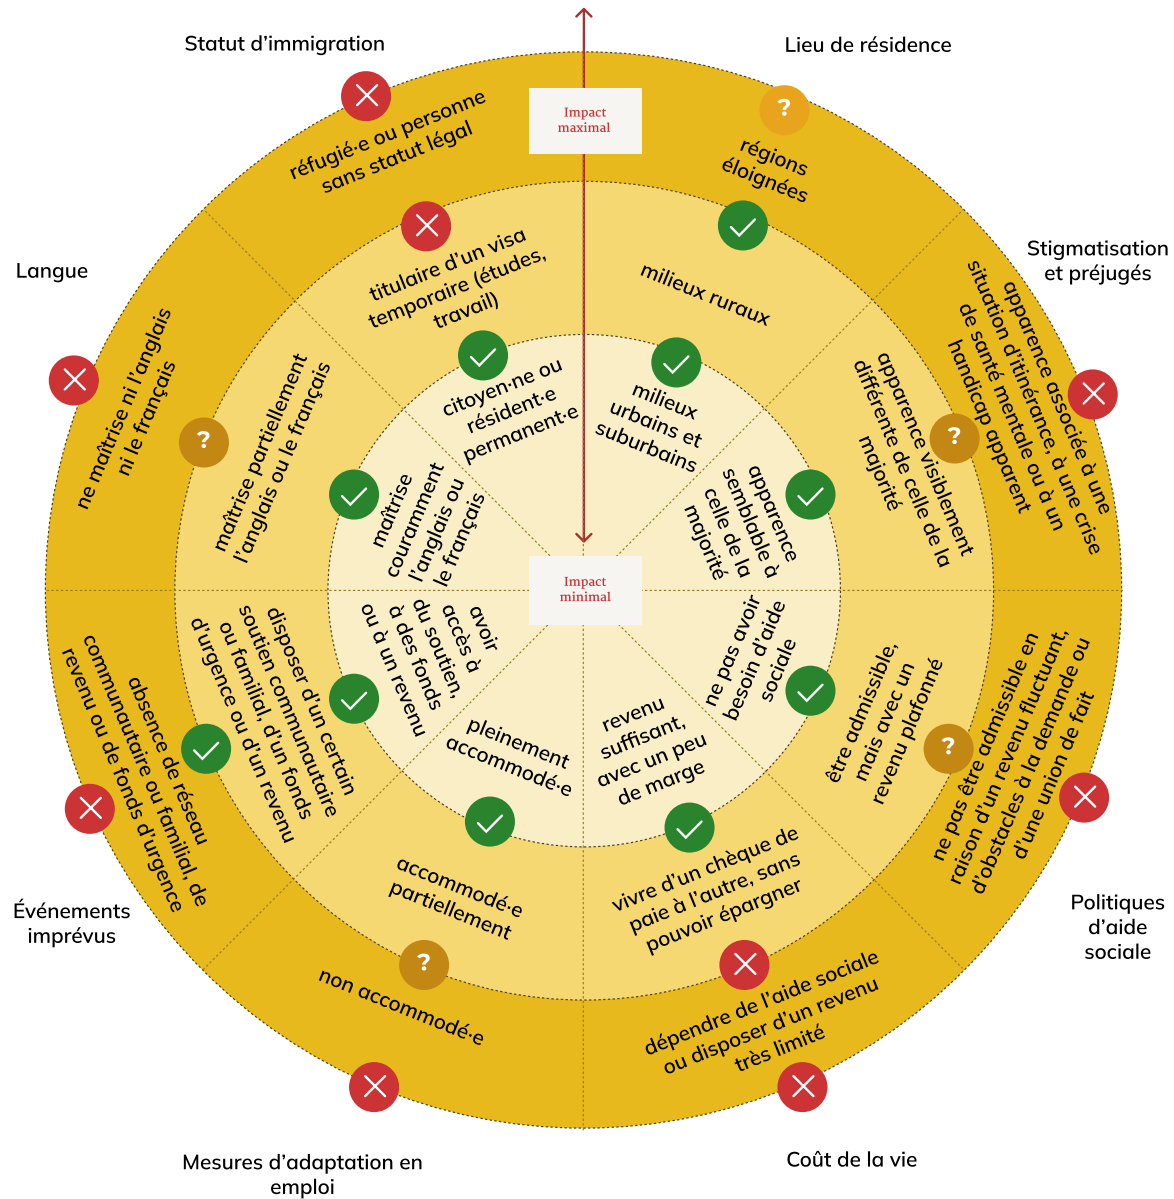 Statut d’immigration
Lieu de résidence
Impact
maximal
réfugié·e ou personne
sans statut légal
?
régions
éloignées
titulaire d’un visa
temporaire (études,
travail)
milieux ruraux
citoyen·ne ou
résident·e
permanent·e
milieux
urbains et
suburbains
Langue
ne maîtrise ni l’anglais
ni le français
?
maîtrise partiellement
l’anglais ou le français
maîtrise
couramment
l’anglais ou
le français
Stigmatisation
et préjugés
apparence associée à une
situation d’itinérance, à une crise
de santé mentale ou à un
handicap apparent
?
apparence visiblement
différente de celle de la
majorité
apparence
semblable à
celle de la
majorité
Impact
minimal
avoir
accès à
du soutien,
à des fonds
ou à un revenu
disposer d’un certain
soutien communautaire
ou familial, d’un fonds
d’urgence ou d’un revenu
absence de réseau
communautaire ou familial, de
revenu ou de fonds d’urgence
Événements
imprévus
ne pas avoir
besoin d’aide
sociale
être admissible,
mais avec un
revenu plafonné
?
ne pas être admissible en
raison d’un revenu fluctuant,
d’obstacles à la demande ou
d’une union de fait
Politiques
d’aide
sociale
pleinement
accommodé·e
accommodé·e
partiellement
?
non accommodé·e
Mesures d’adaptation en
emploi
revenu
suffisant,
avec un peu
de marge
vivre d’un chèque de
paie à l’autre, sans
pouvoir épargner
dépendre de l’aide sociale
ou disposer d’un revenu
très limité
Coût de la vie